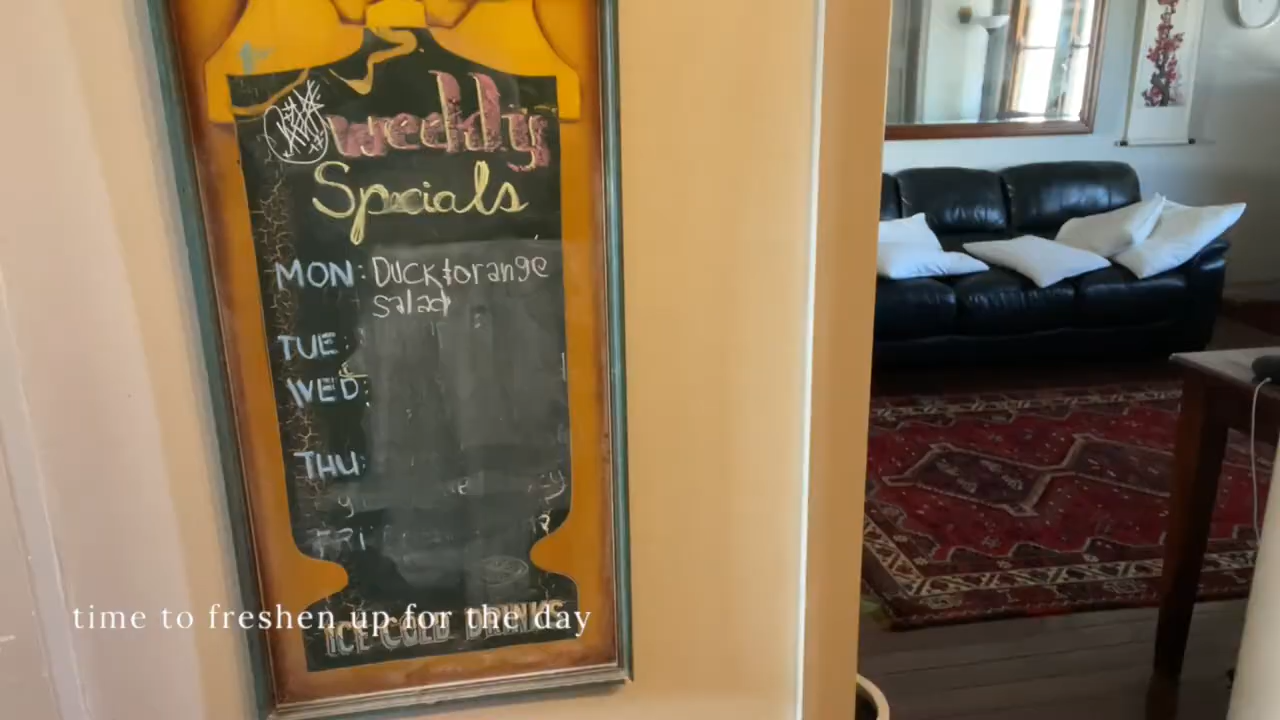 weekly
Specials
MON: DUCK & orange
salad
TUE:
WED:
THU:
FRI
time to freshen up for the day
ICE COLD DRINKS